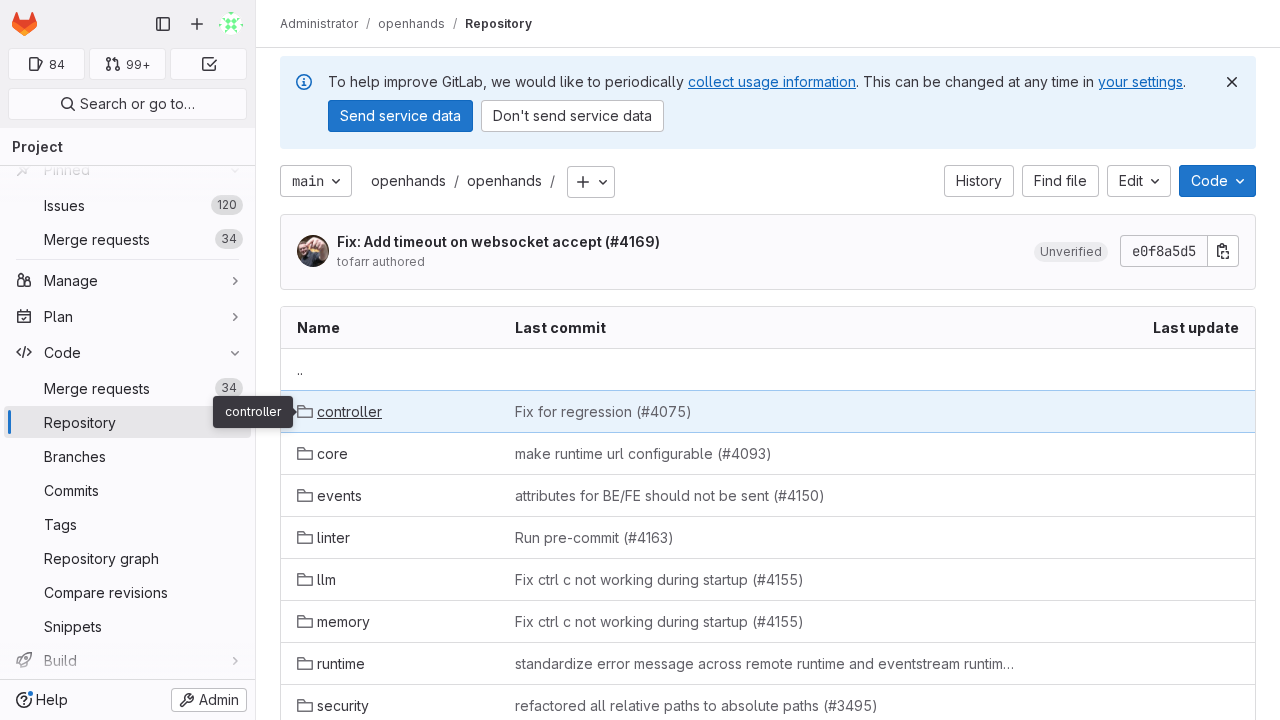 84
99+
Search or go to…
Project
Pinned
Issues
120
Merge requests
34
Manage
Plan
Code
Merge requests
34
Repository
Branches
Commits
Tags
Repository graph
Compare revisions
Snippets
Build
Help
Admin
Administrator / openhands / Repository
To help improve GitLab, we would like to periodically collect usage information. This can be changed at any time in your settings.
Send service data
Don't send service data
main
openhands / openhands /
History
Find file
Edit
Code
Fix: Add timeout on websocket accept (#4169)
tofarr authored
Unverified
e0f8a5d5
Name
Last commit
Last update
..
controller
controller
Fix for regression (#4075)
core
make runtime url configurable (#4093)
events
attributes for BE/FE should not be sent (#4150)
linter
Run pre-commit (#4163)
llm
Fix ctrl c not working during startup (#4155)
memory
Fix ctrl c not working during startup (#4155)
runtime
standardize error message across remote runtime and eventstream runtim…
security
refactored all relative paths to absolute paths (#3495)